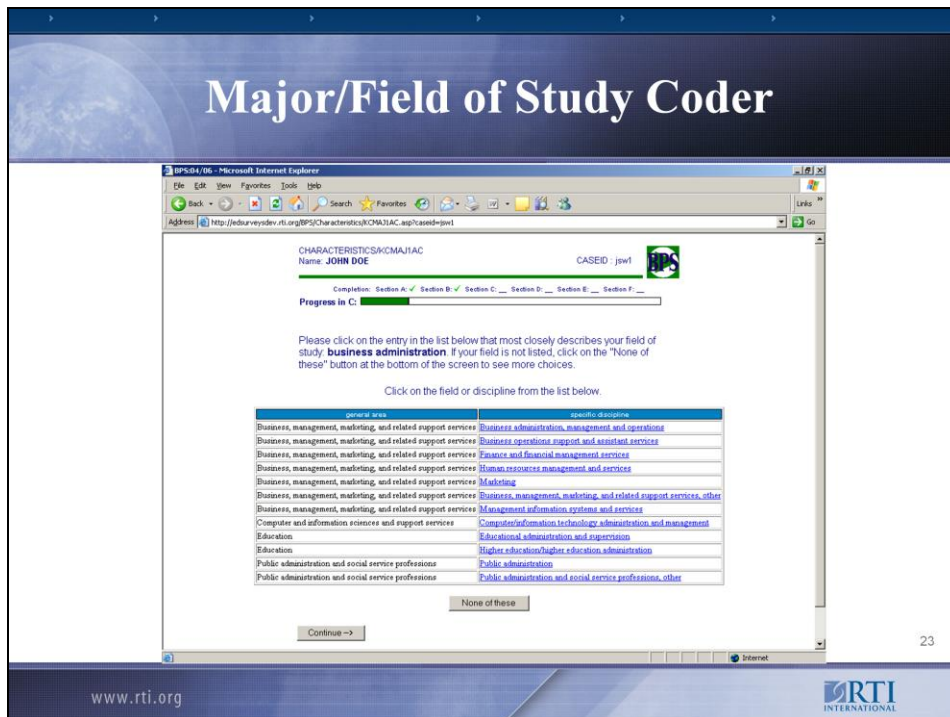 Major/Field of Study Coder
BPS:04/06 - Microsoft Internet Explorer
File Edit View Favorites Tools Help
Back Search Favorites Links
Address http://edsurveysdev.rti.org/BPS/Characteristics/KCMAJ1AC.asp?caseid=jsw1 Go
CHARACTERISTICS/KCMAJ1AC
Name: JOHN DOE CASEID : jsw1 BPS
Completion: Section A: ✓ Section B: ✓ Section C: __ Section D: __ Section E: __ Section F: __
Progress in C:
Please click on the entry in the list below that most closely describes your field of
study: business administration. If your field is not listed, click on the "None of
these" button at the bottom of the screen to see more choices.
Click on the field or discipline from the list below.
general area specific discipline
Business, management, marketing, and related support services Business administration, management and operations
Business, management, marketing, and related support services Business operations support and assistant services
Business, management, marketing, and related support services Finance and financial management services
Business, management, marketing, and related support services Human resources management and services
Business, management, marketing, and related support services Marketing
Business, management, marketing, and related support services Business, management, marketing, and related support services, other
Business, management, marketing, and related support services Management information systems and services
Computer and information sciences and support services Computer/information technology administration and management
Education Educational administration and supervision
Education Higher education/higher education administration
Public administration and social service professions Public administration
Public administration and social service professions Public administration and social service professions, other
None of these
Continue -->
Internet
23
www.rti.org
RTI
INTERNATIONAL